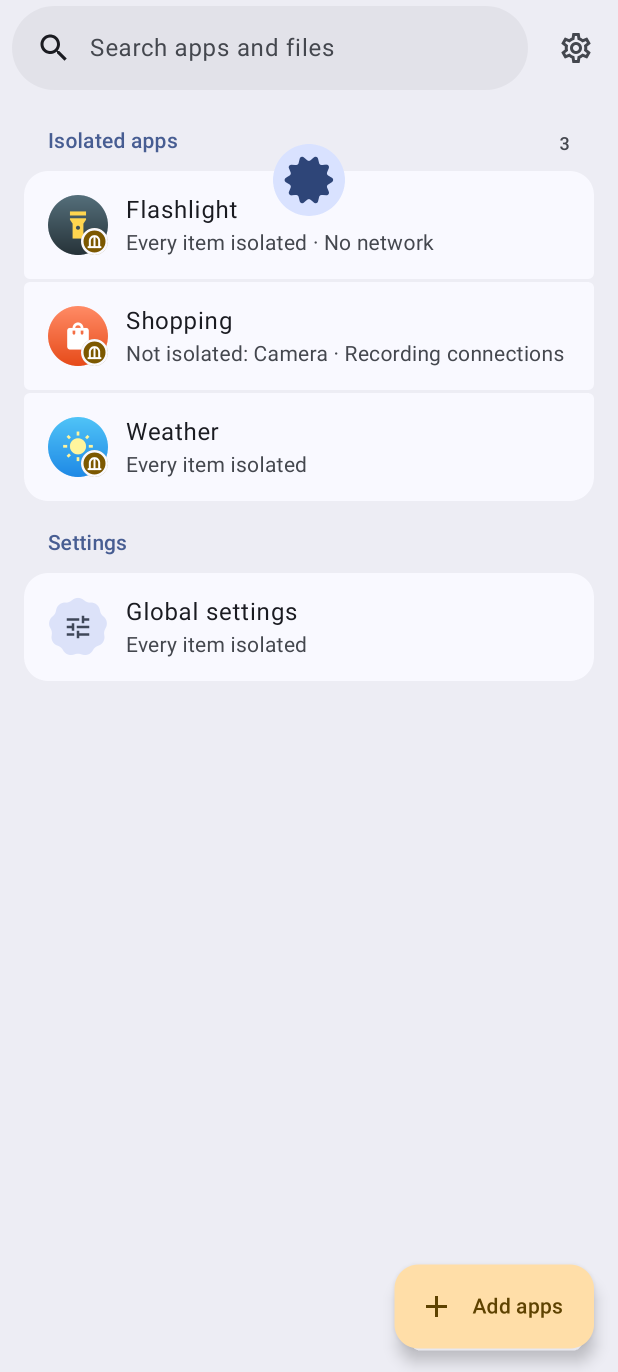 Search apps and files
Isolated apps
3
Flashlight
Every item isolated · No network
Shopping
Not isolated: Camera · Recording connections
Weather
Every item isolated
Settings
Global settings
Every item isolated
Add apps